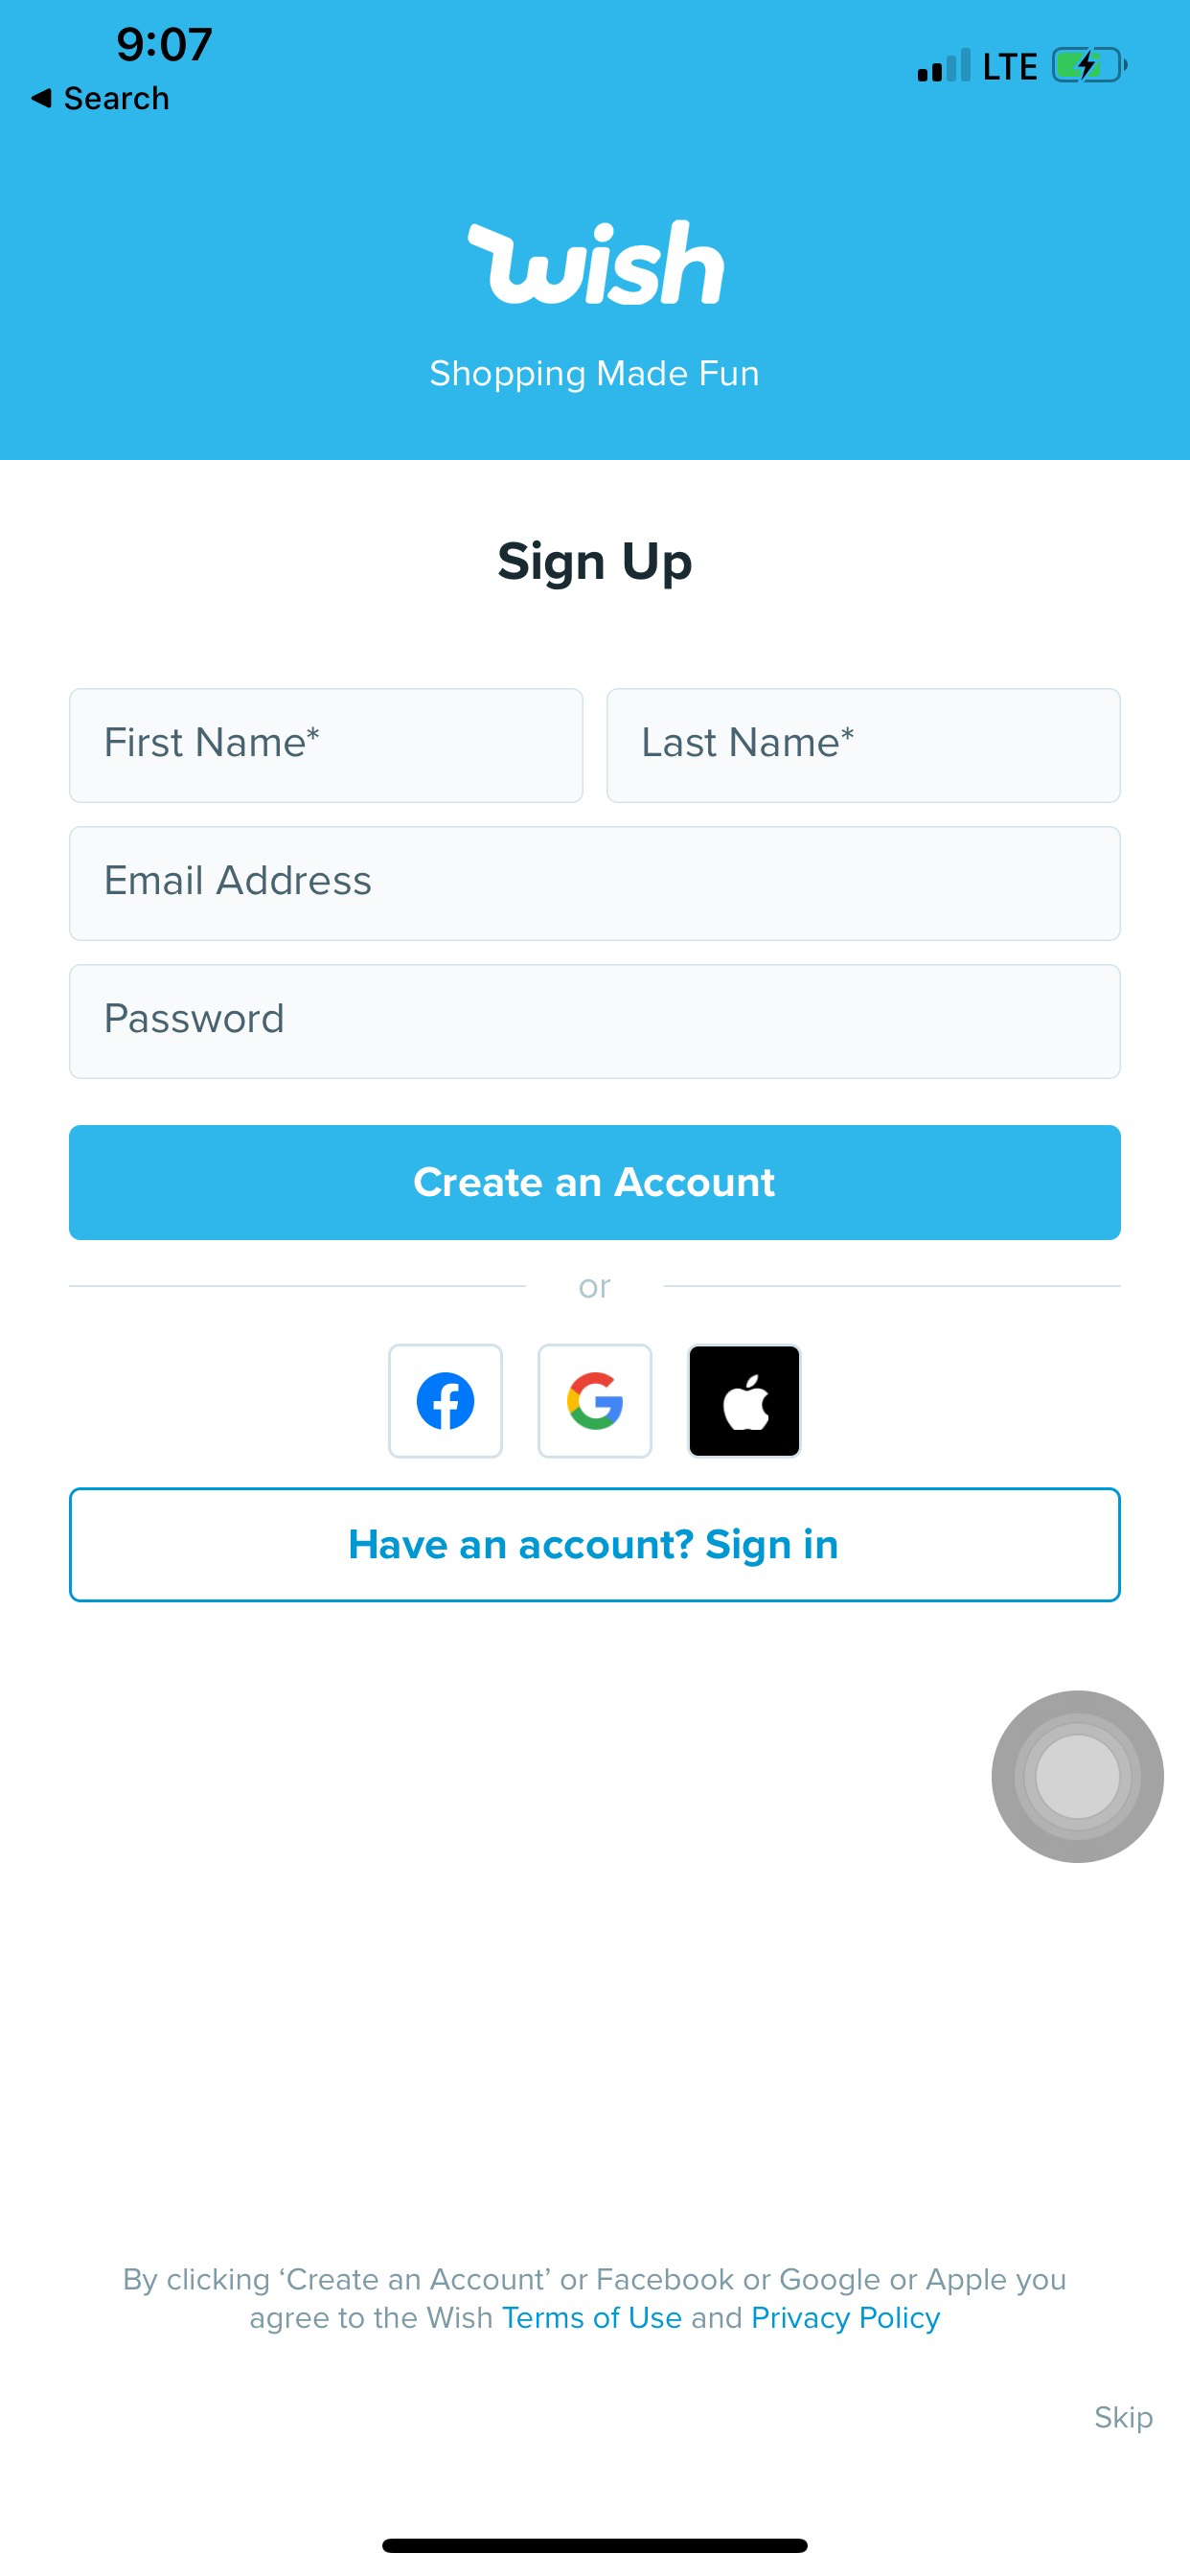 9:07
LTE
Search
wish
Shopping Made Fun
Sign Up
First Name* Last Name*
Email Address
Password
Create an Account
or
Have an account? Sign in
By clicking ‘Create an Account’ or Facebook or Google or Apple you
agree to the Wish Terms of Use and Privacy Policy
Skip